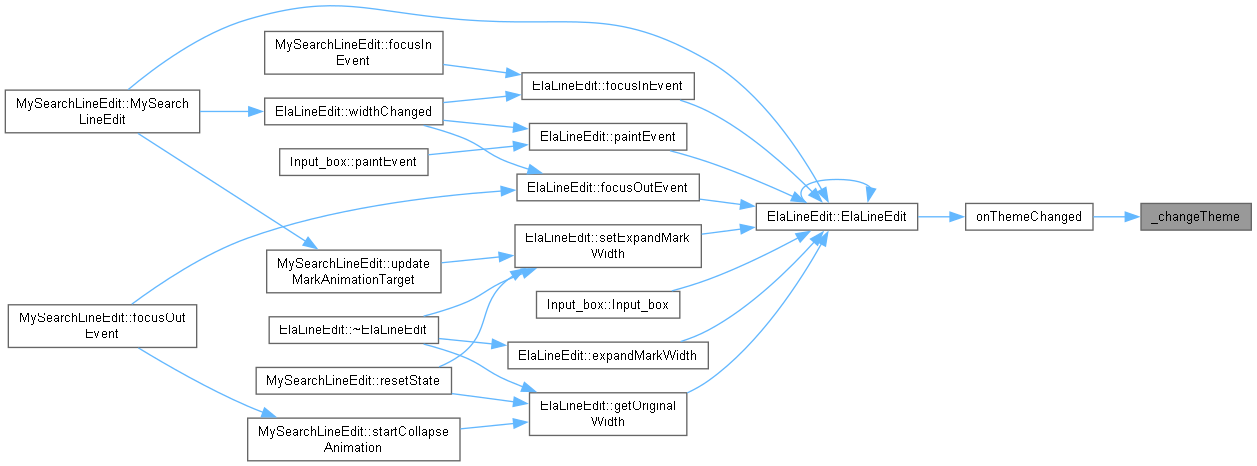 MySearchLineEdit::MySearch
LineEdit
MySearchLineEdit::focusOut
Event
MySearchLineEdit::focusIn
Event
ElaLineEdit::widthChanged
Input_box::paintEvent
MySearchLineEdit::update
MarkAnimationTarget
ElaLineEdit::~ElaLineEdit
MySearchLineEdit::resetState
MySearchLineEdit::startCollapse
Animation
ElaLineEdit::focusInEvent
ElaLineEdit::paintEvent
ElaLineEdit::focusOutEvent
ElaLineEdit::setExpandMark
Width
Input_box::Input_box
ElaLineEdit::expandMarkWidth
ElaLineEdit::getOriginal
Width
ElaLineEdit::ElaLineEdit
onThemeChanged
_changeTheme